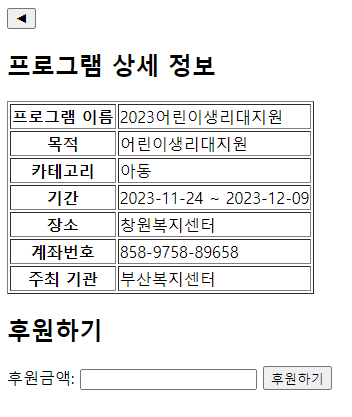 ◀
프로그램 상세 정보
프로그램 이름 2023어린이생리대지원
목적 어린이생리대지원
카테고리 아동
기간 2023-11-24 ~ 2023-12-09
장소 창원복지센터
계좌번호 858-9758-89658
주최 기관 부산복지센터
후원하기
후원금액: 후원하기